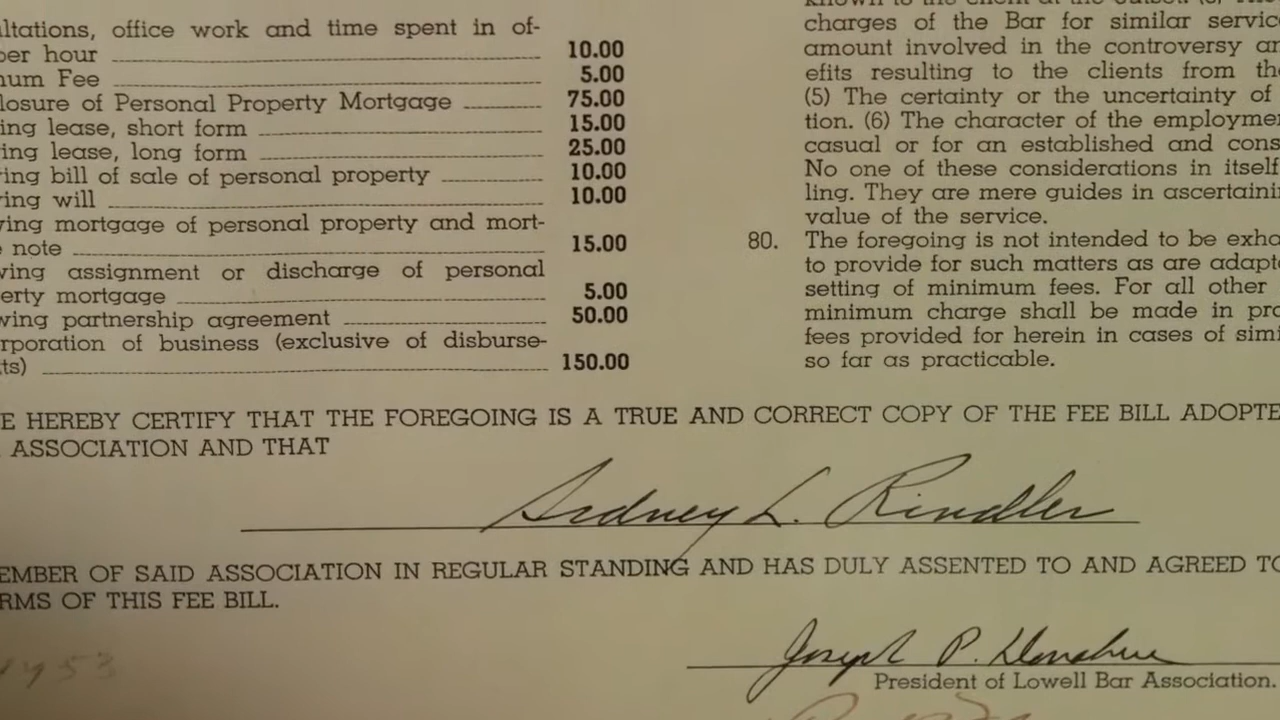 ltations, office work and time spent in of-
per hour 10.00
num Fee 5.00
losure of Personal Property Mortgage 75.00
ing lease, short form 15.00
ing lease, long form 25.00
ing bill of sale of personal property 10.00
ring will 10.00
ving mortgage of personal property and mort-
note 15.00
ving assignment or discharge of personal
erty mortgage 5.00
wing partnership agreement 50.00
rporation of business (exclusive of disburse-
ts) 150.00
charges of the Bar for similar servic
amount involved in the controversy an
efits resulting to the clients from th
(5) The certainty or the uncertainty of
tion. (6) The character of the employme
casual or for an established and cons
No one of these considerations in itself
ling. They are mere guides in ascertaini
value of the service.
80. The foregoing is not intended to be exha
to provide for such matters as are adapt
setting of minimum fees. For all other
minimum charge shall be made in pro
fees provided for herein in cases of simi
so far as practicable.
E HEREBY CERTIFY THAT THE FOREGOING IS A TRUE AND CORRECT COPY OF THE FEE BILL ADOPTE
ASSOCIATION AND THAT
Sidney L. Rindler
EMBER OF SAID ASSOCIATION IN REGULAR STANDING AND HAS DULY ASSENTED TO AND AGREED TO
RMS OF THIS FEE BILL.
1953
Joseph P. Donahue
President of Lowell Bar Association.